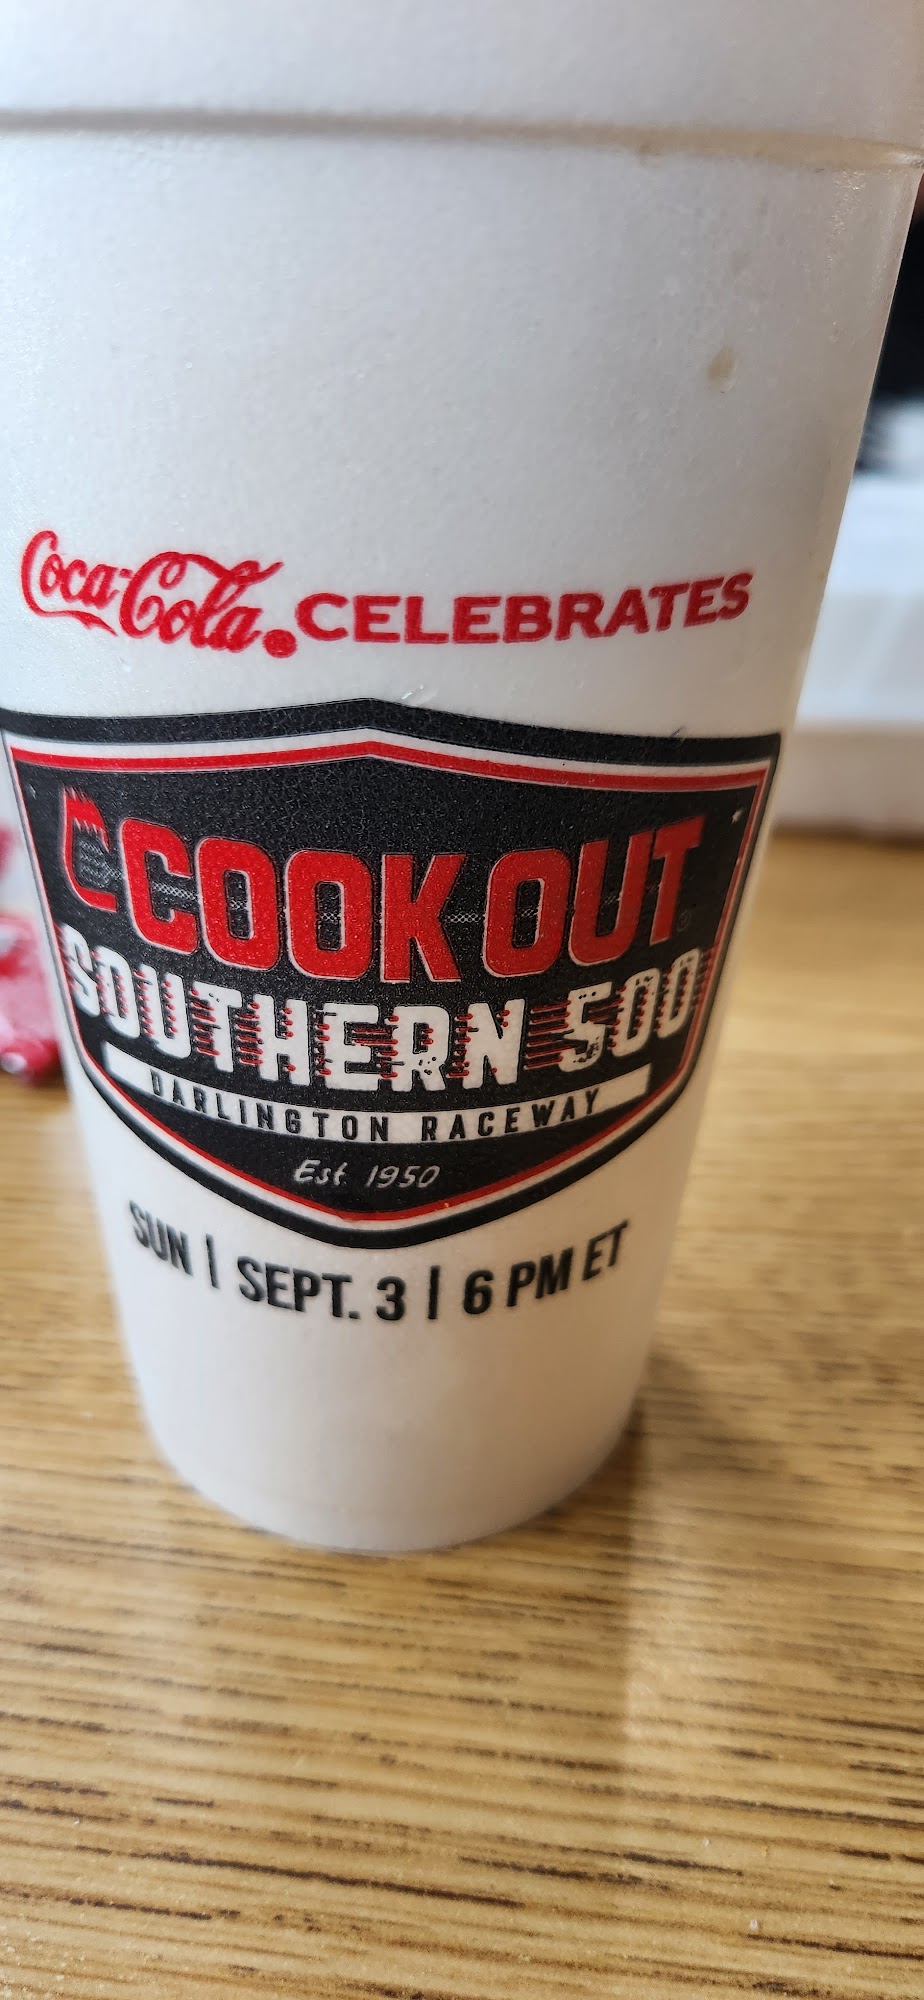 Coca-Cola CELEBRATES
COOK OUT
SOUTHERN 500
DARLINGTON RACEWAY
Est. 1950
SUN | SEPT. 3 | 6 PM ET